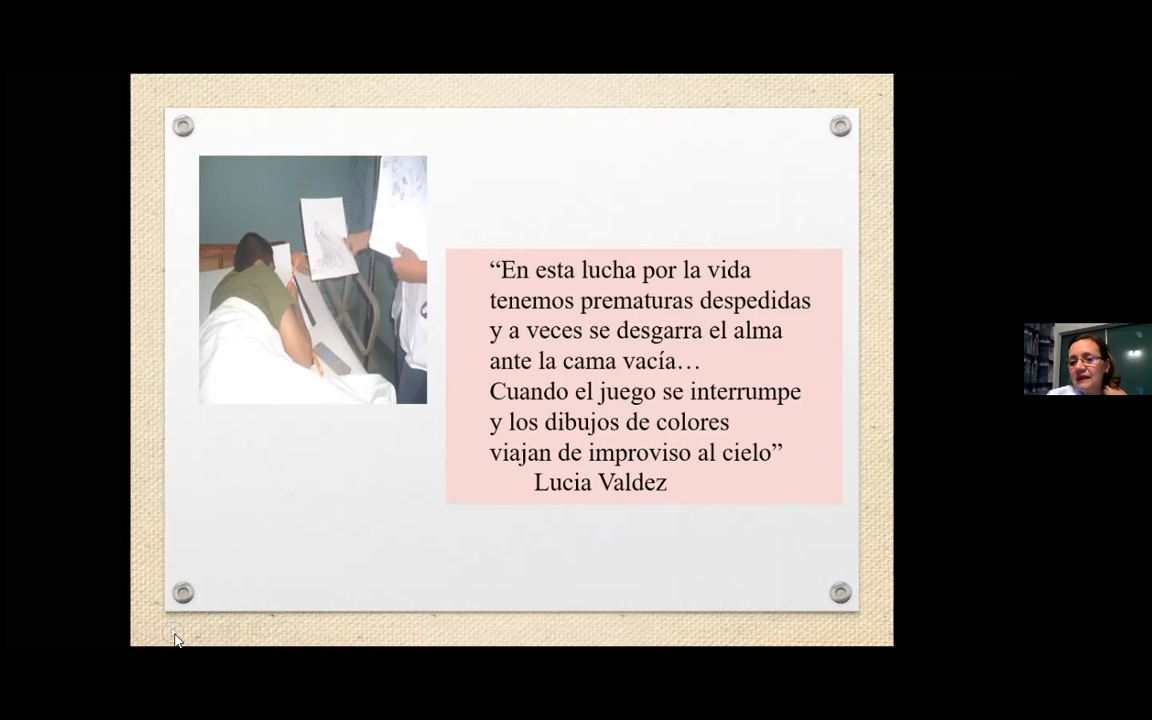 “En esta lucha por la vida
tenemos prematuras despedidas
y a veces se desgarra el alma
ante la cama vacía…
Cuando el juego se interrumpe
y los dibujos de colores
viajan de improviso al cielo”
Lucia Valdez